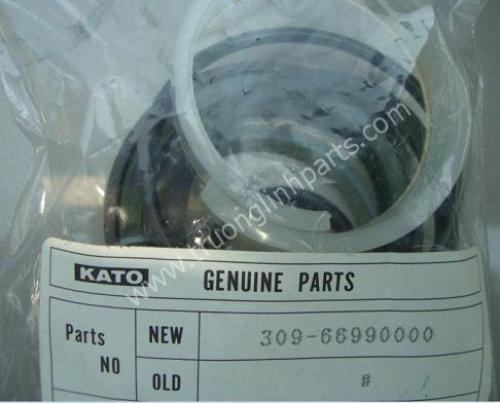 www.truonglinhparts.com
KATO GENUINE PARTS
Parts NO NEW 309-66990000
OLD #